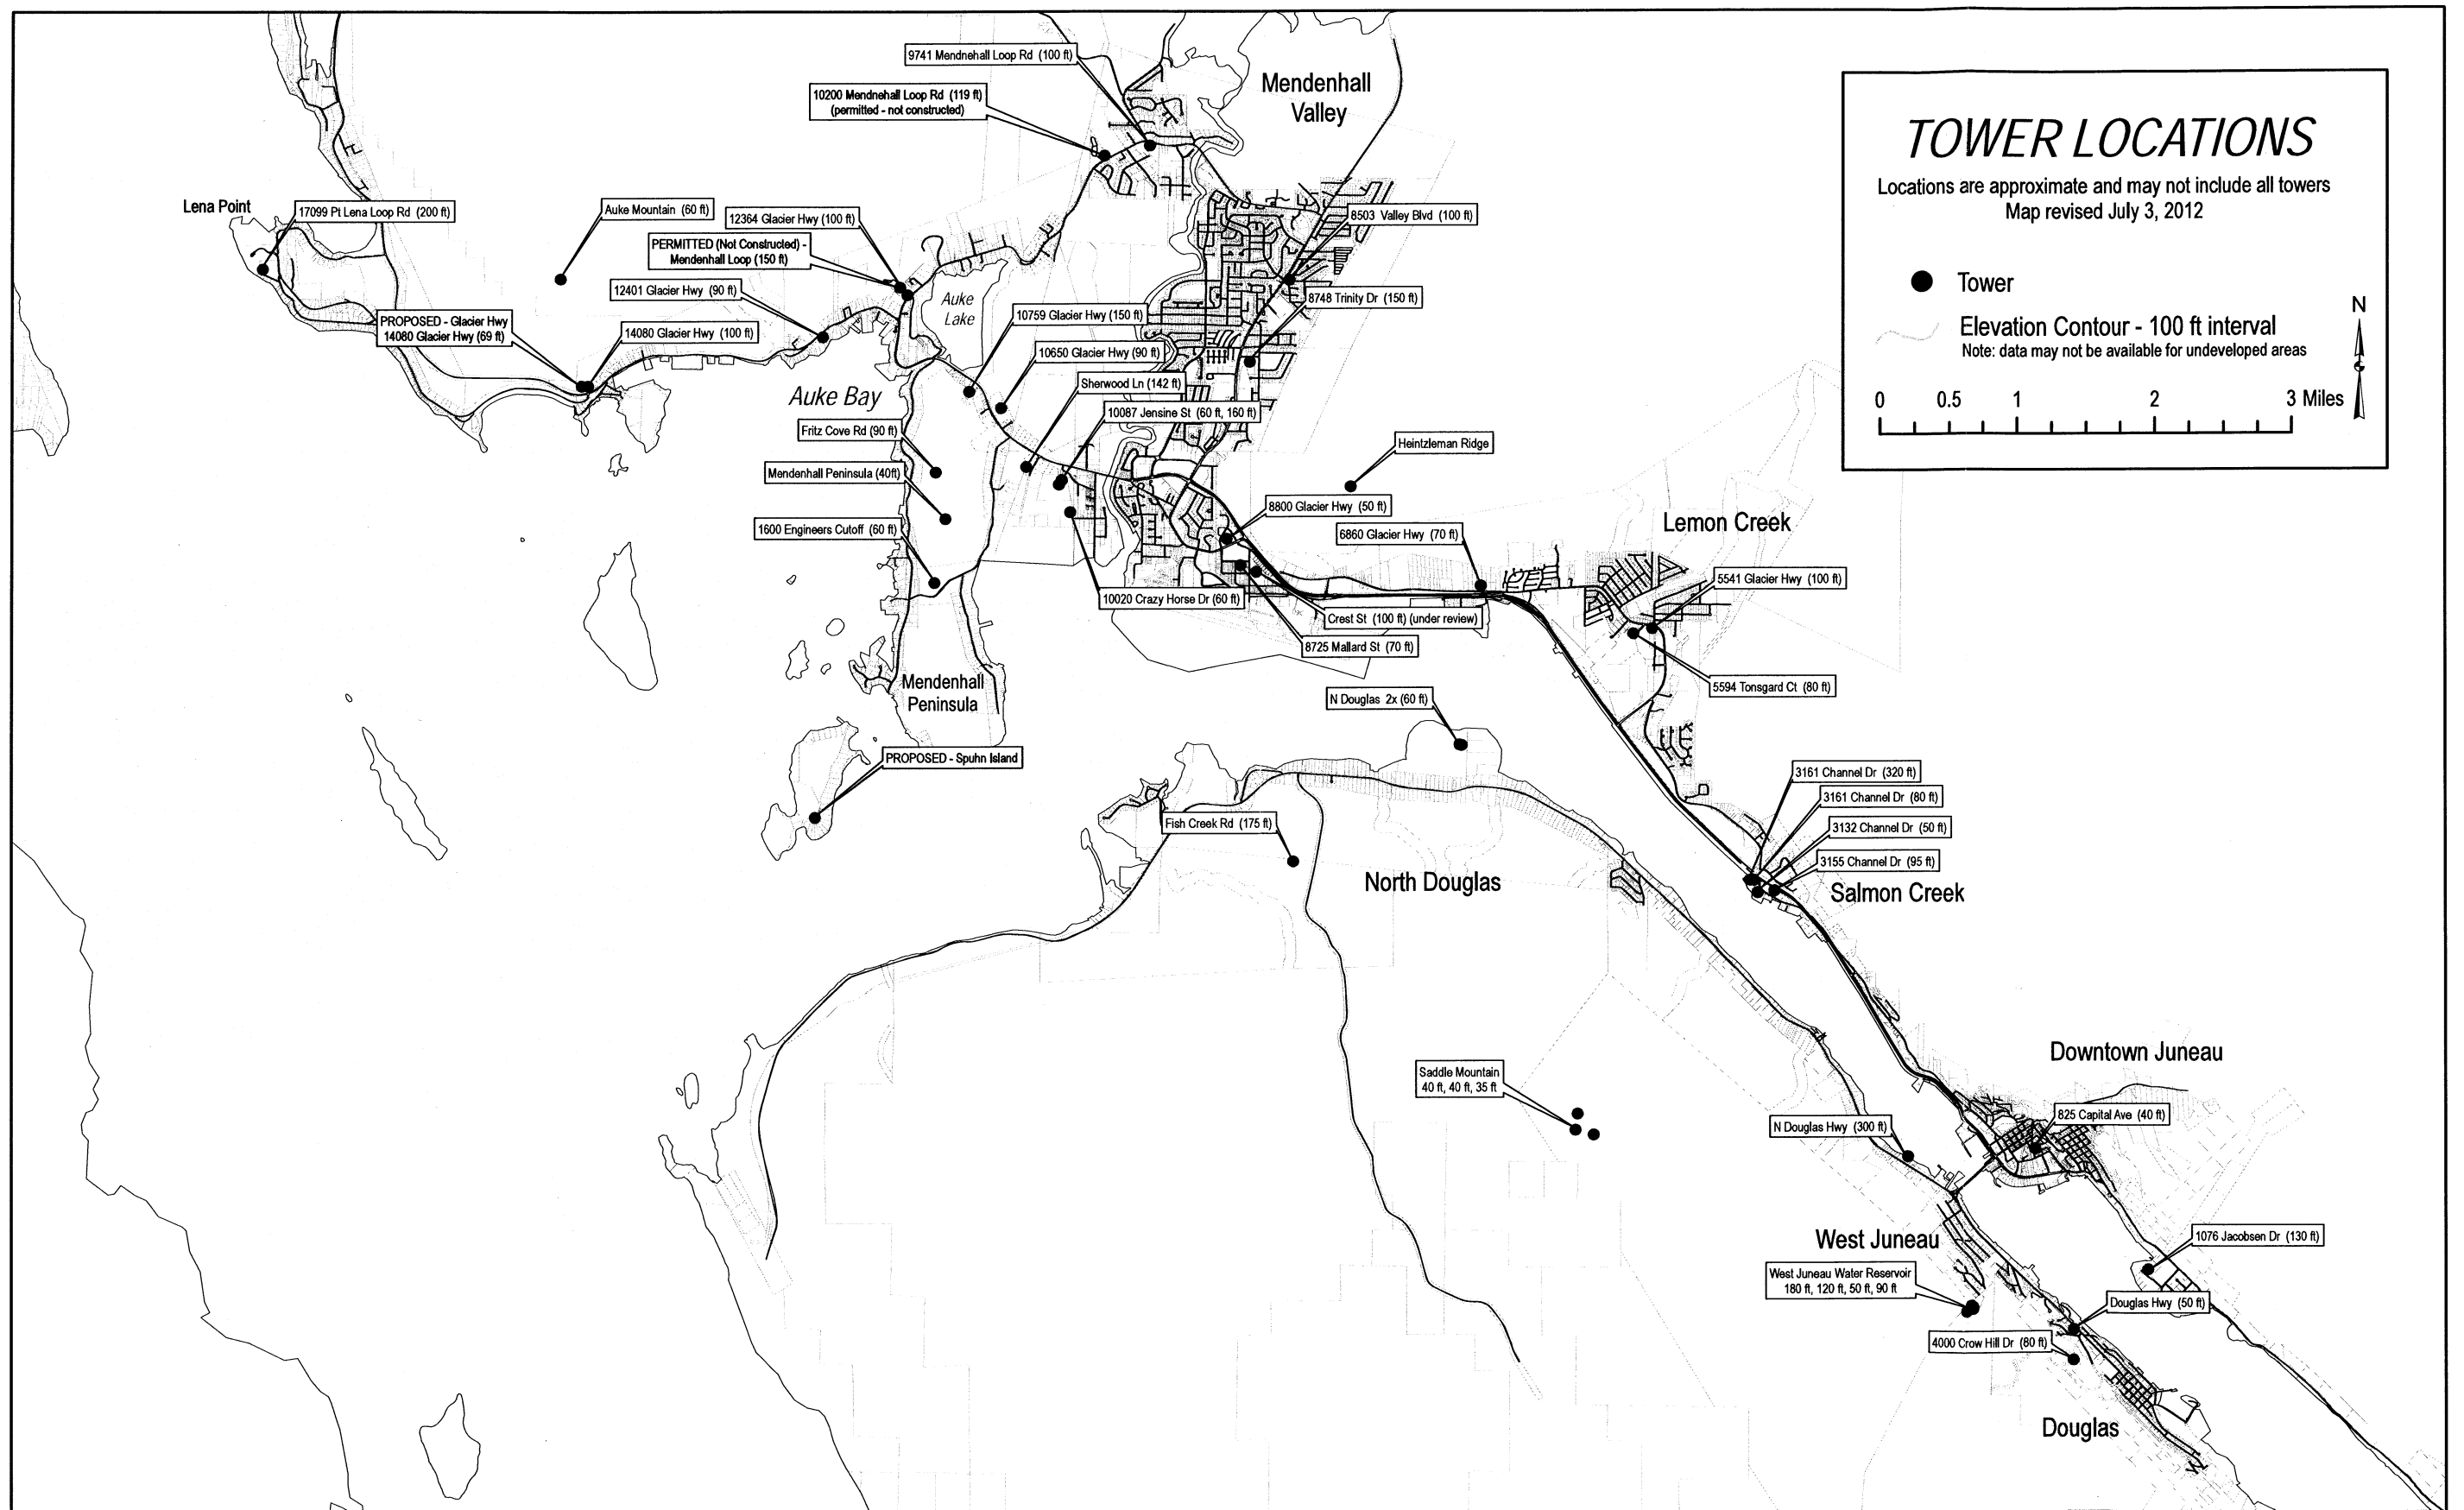 9741 Mendnehall Loop Rd (100 ft)
10200 Mendnehall Loop Rd (119 ft)
(permitted - not constructed)
Mendenhall
Valley
TOWER LOCATIONS
Locations are approximate and may not include all towers
Map revised July 3, 2012
Tower
Elevation Contour - 100 ft interval
Note: data may not be available for undeveloped areas
N
0 0.5 1 2 3 Miles
Lena Point
17099 Pt Lena Loop Rd (200 ft)
Auke Mountain (60 ft)
12364 Glacier Hwy (100 ft)
PERMITTED (Not Constructed) -
Mendenhall Loop (150 ft)
12401 Glacier Hwy (90 ft)
PROPOSED - Glacier Hwy
14080 Glacier Hwy (69 ft)
14080 Glacier Hwy (100 ft)
Auke
Lake
8503 Valley Blvd (100 ft)
8748 Trinity Dr (150 ft)
10759 Glacier Hwy (150 ft)
10650 Glacier Hwy (90 ft)
Sherwood Ln (142 ft)
10087 Jensine St (60 ft, 160 ft)
Auke Bay
Fritz Cove Rd (90 ft)
Mendenhall Peninsula (40ft)
1600 Engineers Cutoff (60 ft)
Heintzleman Ridge
8800 Glacier Hwy (50 ft)
6860 Glacier Hwy (70 ft)
Lemon Creek
5541 Glacier Hwy (100 ft)
10020 Crazy Horse Dr (60 ft)
Crest St (100 ft) (under review)
8725 Mallard St (70 ft)
5594 Tonsgard Ct (80 ft)
Mendenhall
Peninsula
N Douglas 2x (60 ft)
PROPOSED - Spuhn Island
3161 Channel Dr (320 ft)
3161 Channel Dr (80 ft)
3132 Channel Dr (50 ft)
3155 Channel Dr (95 ft)
Fish Creek Rd (175 ft)
North Douglas
Salmon Creek
Saddle Mountain
40 ft, 40 ft, 35 ft
Downtown Juneau
825 Capital Ave (40 ft)
N Douglas Hwy (300 ft)
West Juneau
1076 Jacobsen Dr (130 ft)
West Juneau Water Reservoir
180 ft, 120 ft, 50 ft, 90 ft
Douglas Hwy (50 ft)
4000 Crow Hill Dr (80 ft)
Douglas